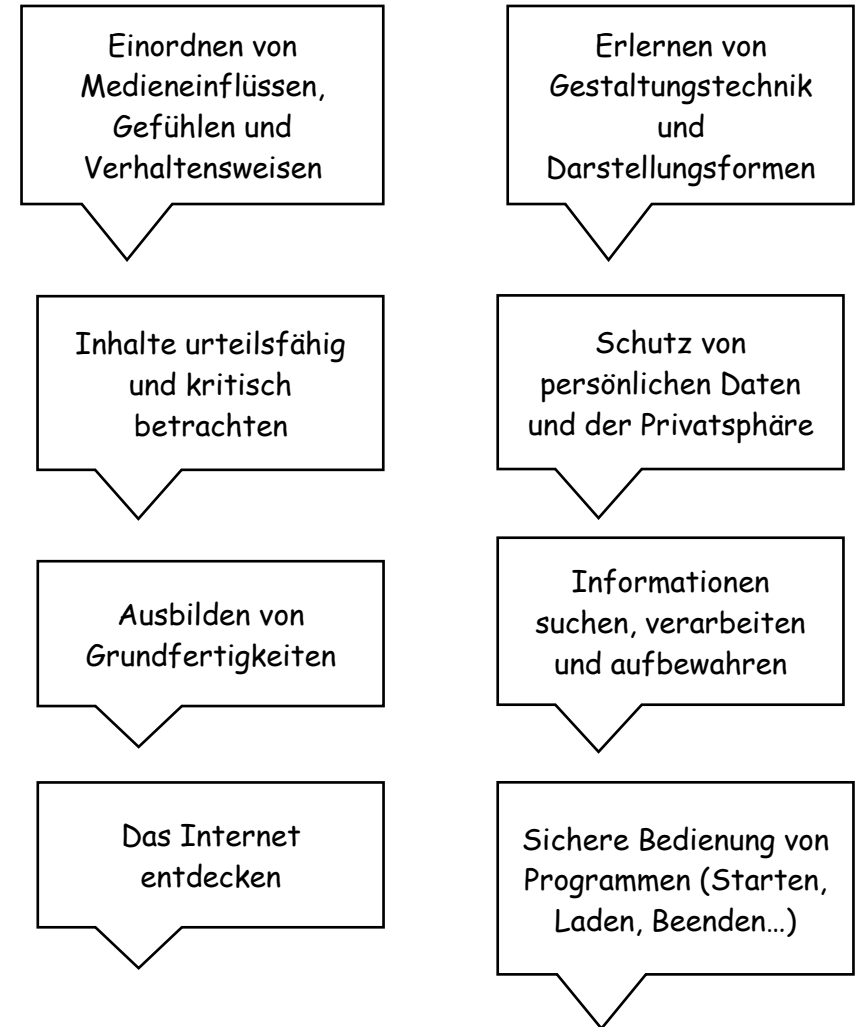 Einordnen von
Medieneinflüssen,
Gefühlen und
Verhaltensweisen
Erlernen von
Gestaltungstechnik
und
Darstellungsformen
Inhalte urteilsfähig
und kritisch
betrachten
Schutz von
persönlichen Daten
und der Privatsphäre
Ausbilden von
Grundfertigkeiten
Informationen
suchen, verarbeiten
und aufbewahren
Das Internet
entdecken
Sichere Bedienung von
Programmen (Starten,
Laden, Beenden…)